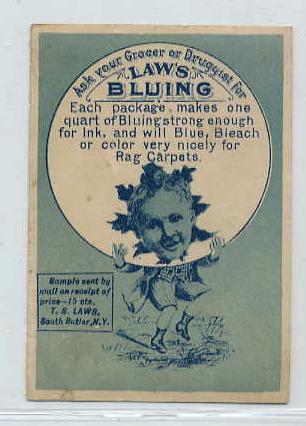 Ask your Grocer or Druggist for
LAW'S
BLUING
Each package makes one
quart of Bluing strong enough
for Ink, and will Blue, Bleach
or color very nicely for
Rag Carpets.
Sample sent by
mail on receipt of
price—15 cts.
T. S. LAWS,
South Butler, N.Y.